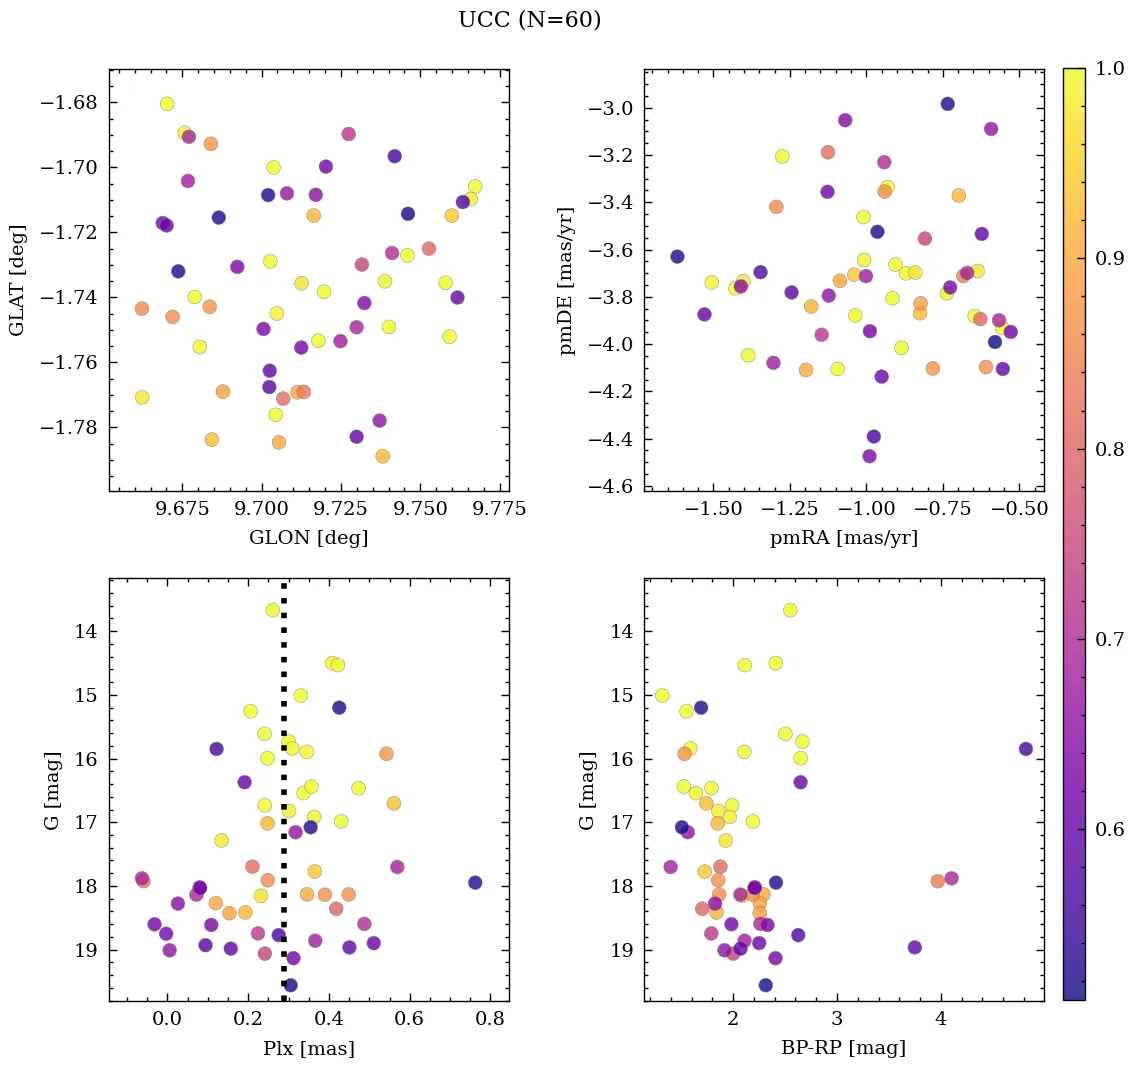 UCC (N=60)
−1.68
−1.70
−1.72
−1.74
−1.76
−1.78
GLAT [deg]
9.675 9.700 9.725 9.750 9.775
GLON [deg]
−3.0
−3.2
−3.4
−3.6
−3.8
−4.0
−4.2
−4.4
−4.6
pmDE [mas/yr]
−1.50 −1.25 −1.00 −0.75 −0.50
pmRA [mas/yr]
14
15
16
17
18
19
G [mag]
0.0 0.2 0.4 0.6 0.8
Plx [mas]
14
15
16
17
18
19
G [mag]
2 3 4
BP-RP [mag]
1.0
0.9
0.8
0.7
0.6